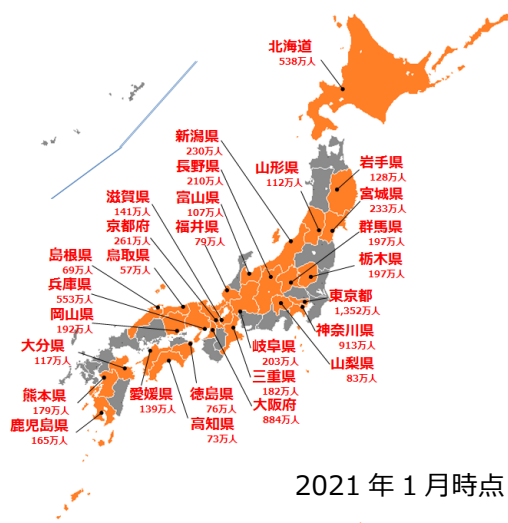 北海道
538万人
新潟県
230万人
長野県
210万人
山形県
112万人
岩手県
128万人
滋賀県
141万人
富山県
107万人
宮城県
233万人
京都府
261万人
福井県
79万人
群馬県
197万人
島根県
69万人
鳥取県
57万人
栃木県
197万人
兵庫県
553万人
東京都
1,352万人
岡山県
192万人
神奈川県
913万人
大分県
117万人
岐阜県
203万人
山梨県
83万人
三重県
182万人
熊本県
179万人
愛媛県
139万人
徳島県
76万人
大阪府
884万人
鹿児島県
165万人
高知県
73万人
2021 年 1 月時点